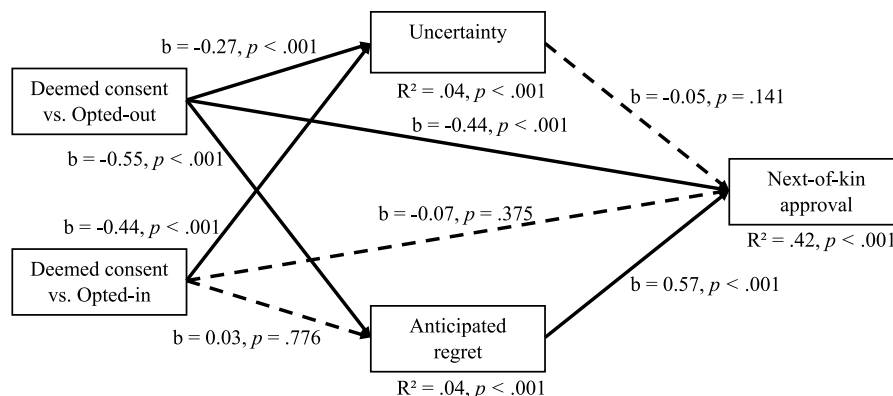 Uncertainty
b = -0.27, p < .001
R² = .04, p < .001
b = -0.05, p = .141
Deemed consent
vs. Opted-out
b = -0.44, p < .001
b = -0.55, p < .001
Next-of-kin
approval
R² = .42, p < .001
b = -0.07, p = .375
b = -0.44, p < .001
Deemed consent
vs. Opted-in
b = 0.57, p < .001
b = 0.03, p = .776
Anticipated
regret
R² = .04, p < .001